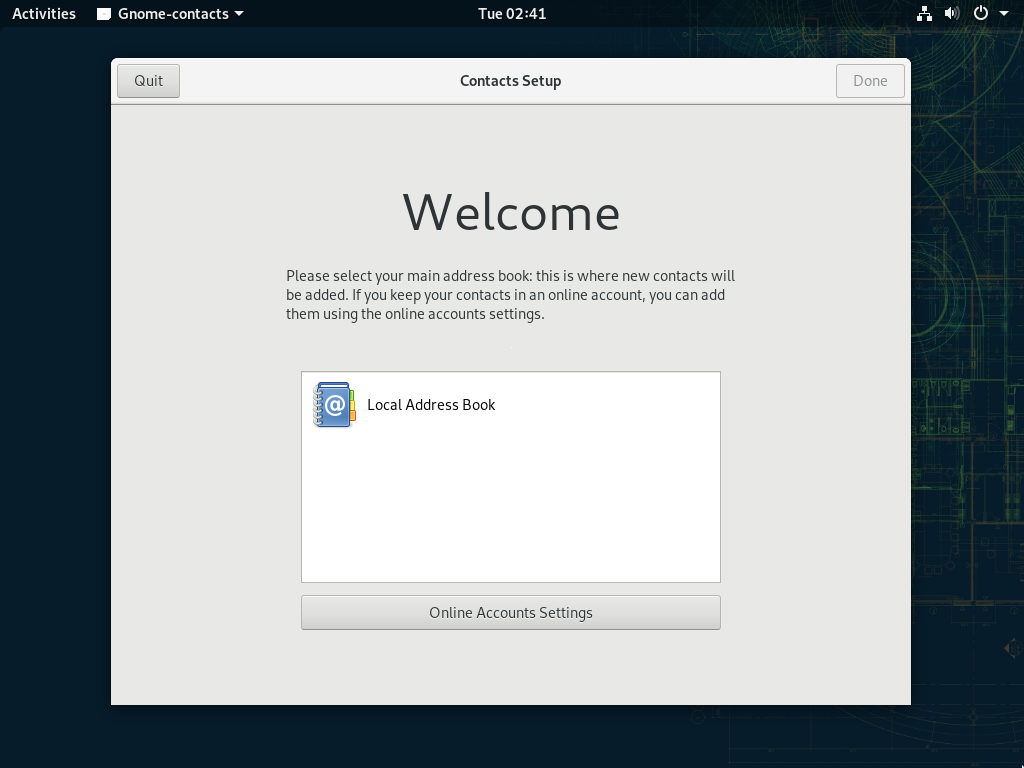 Activities
Gnome-contacts
Tue 02:41
Quit
Contacts Setup
Done
Welcome
Please select your main address book: this is where new contacts will
be added. If you keep your contacts in an online account, you can add
them using the online accounts settings.
@ Local Address Book
Online Accounts Settings